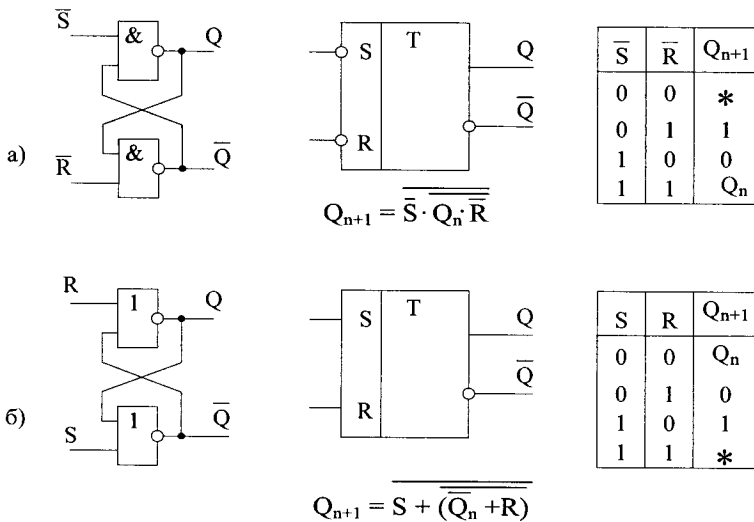 S̅ & Q
а) R̅ & Q̅
S T Q
R Q̅
Q̅ₙ₊₁ = S̅ · Qₙ · R̅
S̅ R̅ Qₙ₊₁
0 0 *
0 1 1
1 0 0
1 1 Qₙ
R 1 Q
б) S 1 Q̅
S T Q
R Q̅
Qₙ₊₁ = S + (Q̅ₙ + R)
S R Qₙ₊₁
0 0 Qₙ
0 1 0
1 0 1
1 1 *